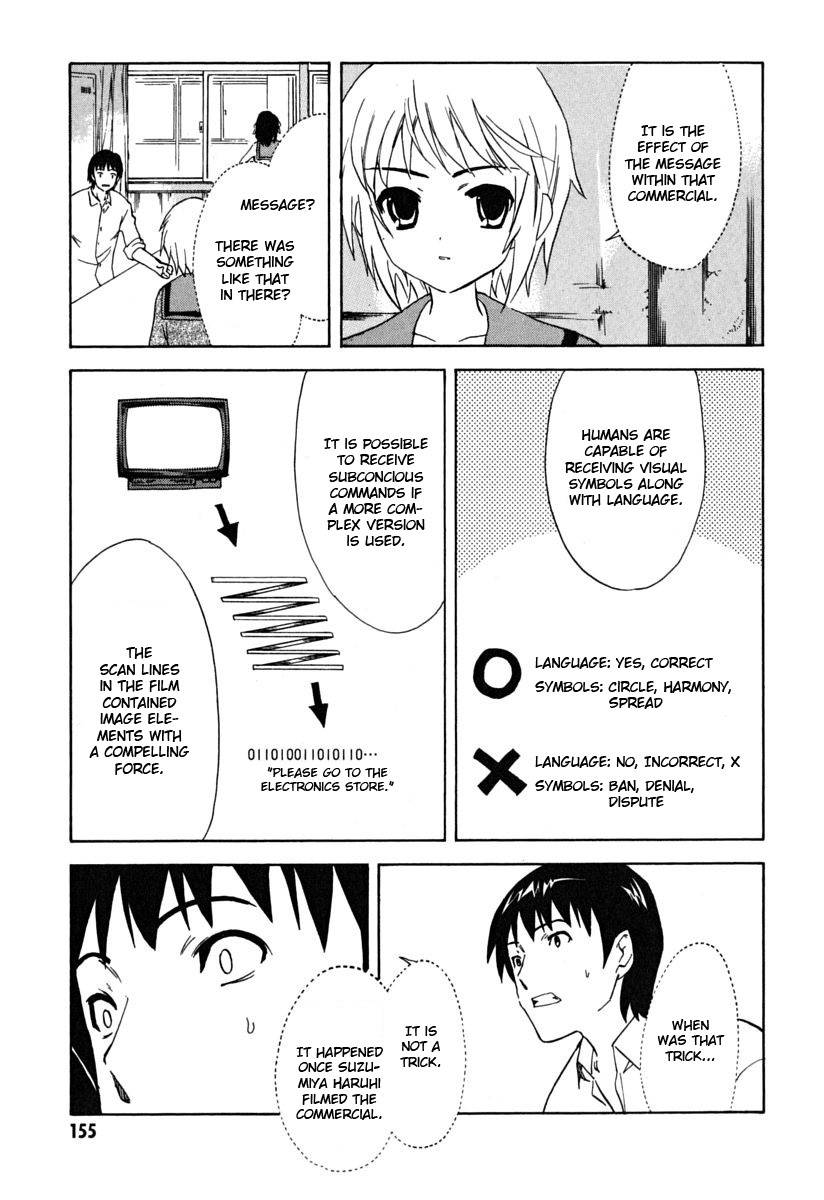 IT IS THE
EFFECT OF
THE MESSAGE
WITHIN THAT
COMMERCIAL.
MESSAGE?
THERE WAS
SOMETHING
LIKE THAT
IN THERE?
HUMANS ARE
CAPABLE OF
RECEIVING VISUAL
SYMBOLS ALONG
WITH LANGUAGE.
LANGUAGE: YES, CORRECT
SYMBOLS: CIRCLE, HARMONY,
SPREAD
LANGUAGE: NO, INCORRECT, X
SYMBOLS: BAN, DENIAL,
DISPUTE
IT IS POSSIBLE
TO RECEIVE
SUBCONCIOUS
COMMANDS IF
A MORE COM-
PLEX VERSION
IS USED.
THE
SCAN LINES
IN THE FILM
CONTAINED
IMAGE ELE-
MENTS WITH
A COMPELLING
FORCE.
011010011010110...
"PLEASE GO TO THE
ELECTRONICS STORE."
WHEN
WAS THAT
TRICK...
IT IS
NOT A
TRICK.
IT HAPPENED
ONCE SUZU-
MIYA HARUHI
FILMED THE
COMMERCIAL.
155